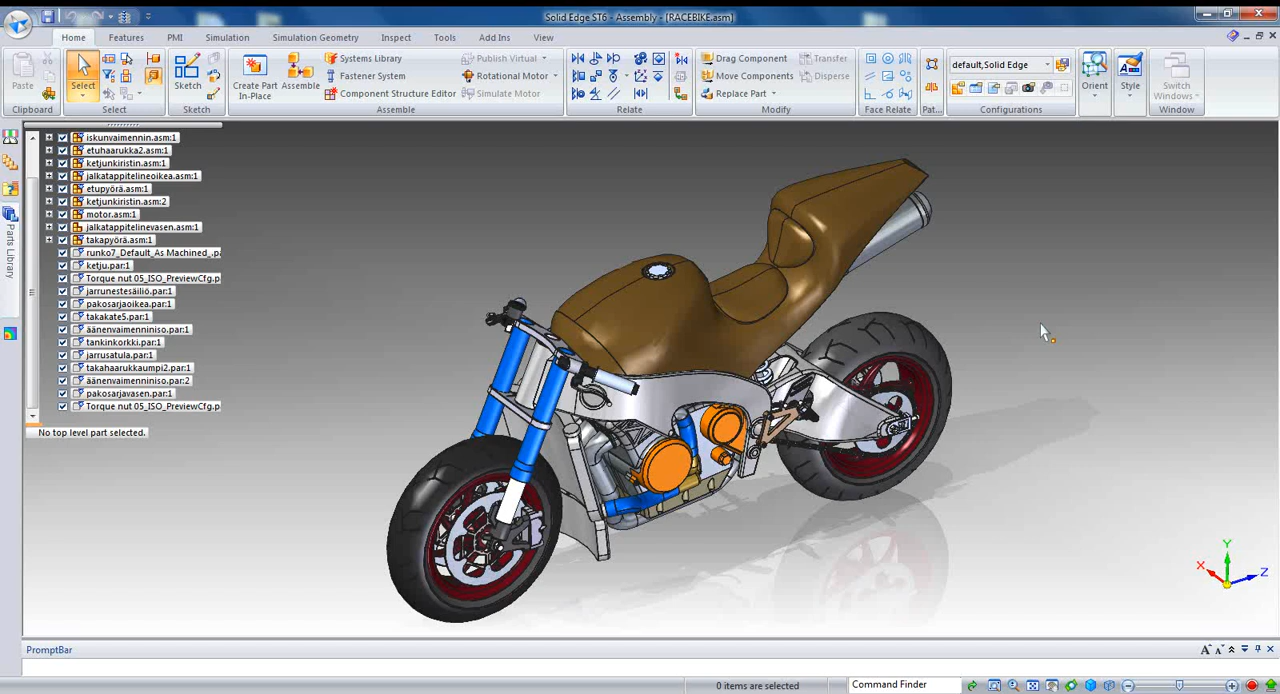 Solid Edge ST6 - Assembly - [RACEBIKE.asm]
Home Features PMI Simulation Simulation Geometry Inspect Tools Add Ins View
Paste
Clipboard
Select
Select
Sketch
Sketch
Create Part In-Place
Assemble
Systems Library
Fastener System
Component Structure Editor
Publish Virtual
Rotational Motor
Simulate Motor
Assemble
Relate
Drag Component
Move Components
Replace Part
Transfer
Disperse
Modify
Face Relate
Pat...
default,Solid Edge
Configurations
Orient
Style
Switch Windows
Window
Parts Library
iskunvaimennin.asm:1
etuhaarukka2.asm:1
ketjunkiristin.asm:1
jalkatappitelineoikea.asm:1
etupyörä.asm:1
ketjunkiristin.asm:2
motor.asm:1
jalkatappitelinevasen.asm:1
takapyörä.asm:1
runko7_Default_As Machined_.pa
ketju.par:1
Torque nut 05_ISO_PreviewCfg.p
jarrunestesäiliö.par:1
pakosarjaoikea.par:1
takakate5.par:1
äänenvaimenniniso.par:1
tankinkorkki.par:1
jarrusatula.par:1
takahaarukkaumpi2.par:1
äänenvaimenniniso.par:2
pakosarjavasen.par:1
Torque nut 05_ISO_PreviewCfg.p
No top level part selected.
Y
X
Z
PromptBar
0 items are selected
Command Finder